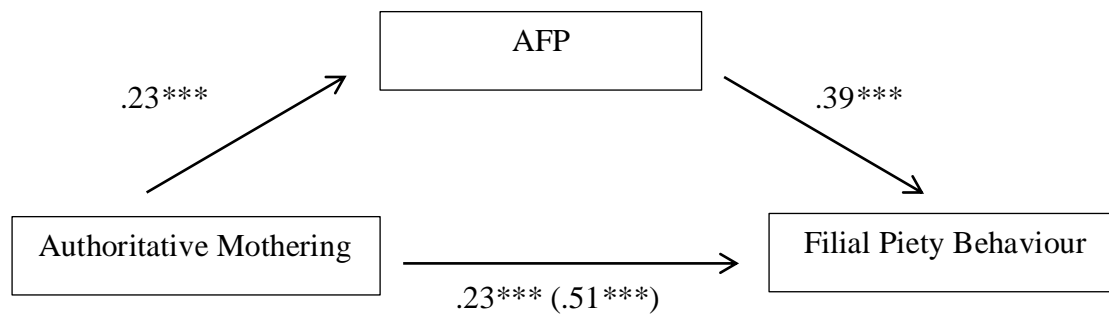 AFP
.23***
.39***
Authoritative Mothering
Filial Piety Behaviour
.23*** (.51***)